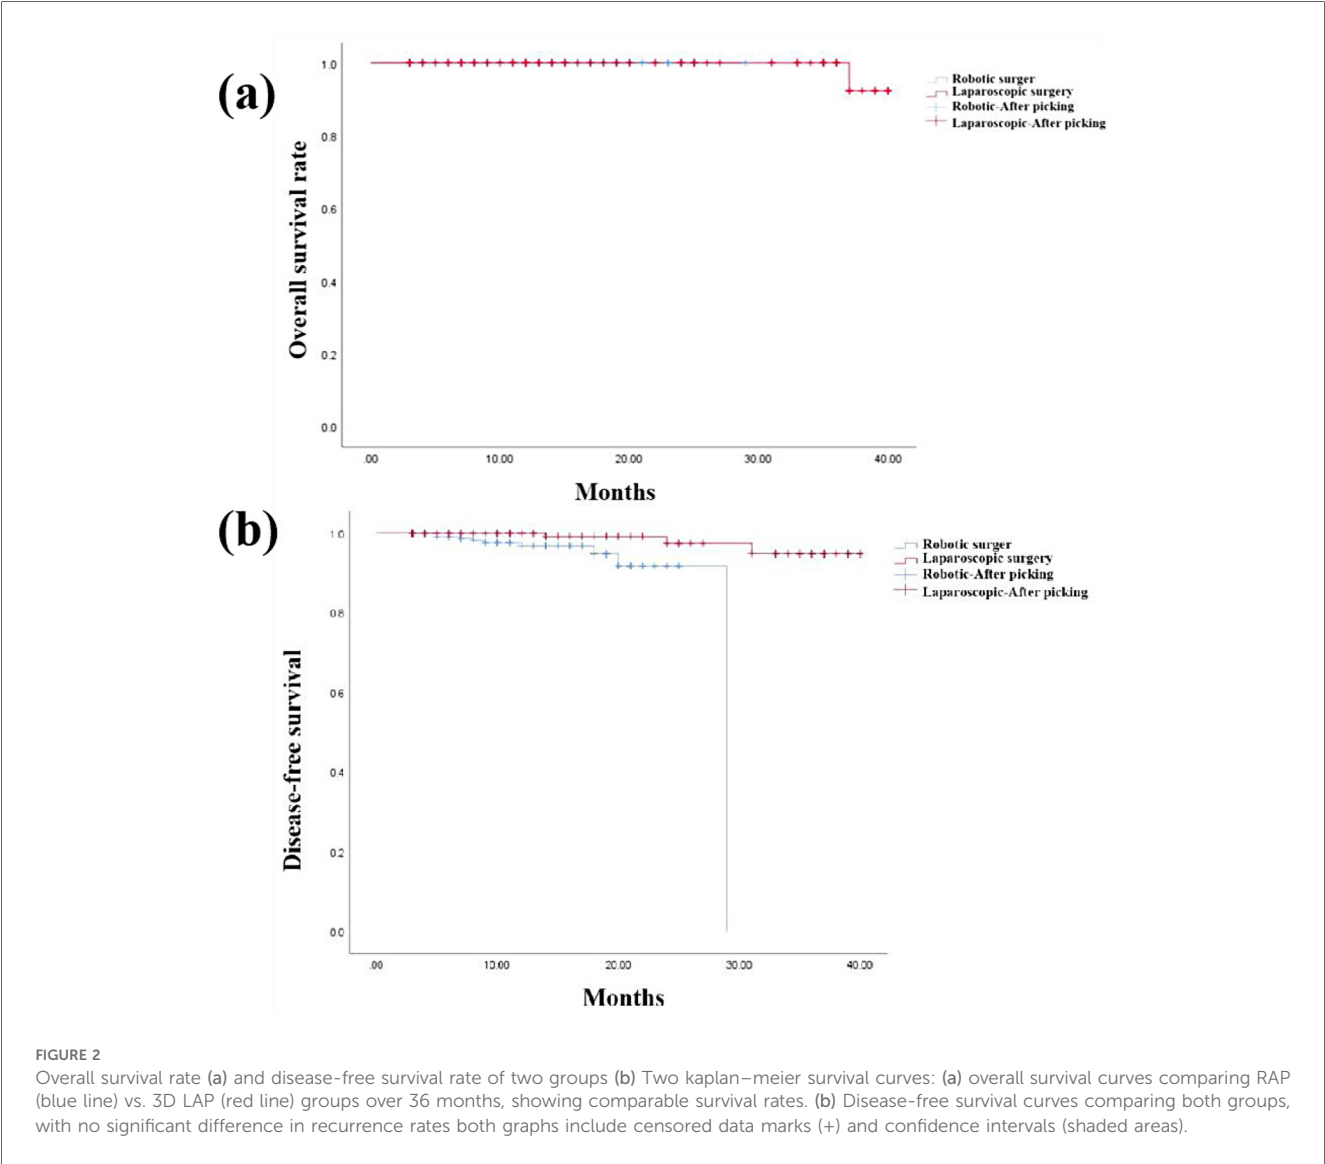 (a)
Overall survival rate
1.0
0.8
0.6
0.4
0.2
0.0
.00 10.00 20.00 30.00 40.00
Months
Robotic surger
Laparoscopic surgery
Robotic-After picking
Laparoscopic-After picking
(b)
Disease-free survival
1.0
0.8
0.6
0.4
0.2
0.0
.00 10.00 20.00 30.00 40.00
Months
Robotic surger
Laparoscopic surgery
Robotic-After picking
Laparoscopic-After picking
FIGURE 2
Overall survival rate (a) and disease-free survival rate of two groups (b) Two kaplan–meier survival curves: (a) overall survival curves comparing RAP
(blue line) vs. 3D LAP (red line) groups over 36 months, showing comparable survival rates. (b) Disease-free survival curves comparing both groups,
with no significant difference in recurrence rates both graphs include censored data marks (+) and confidence intervals (shaded areas).